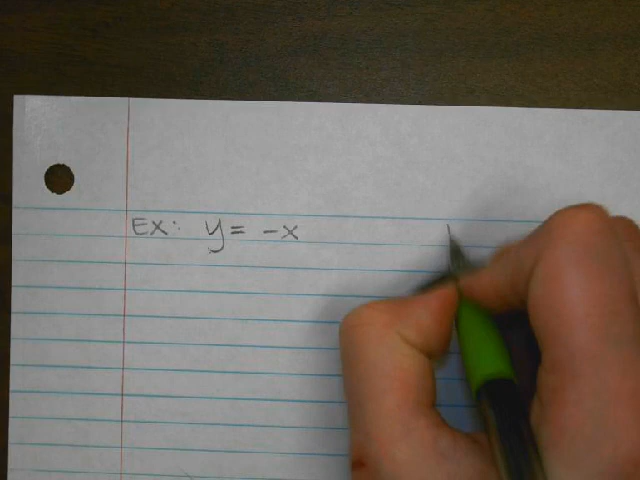 EX: y = -x